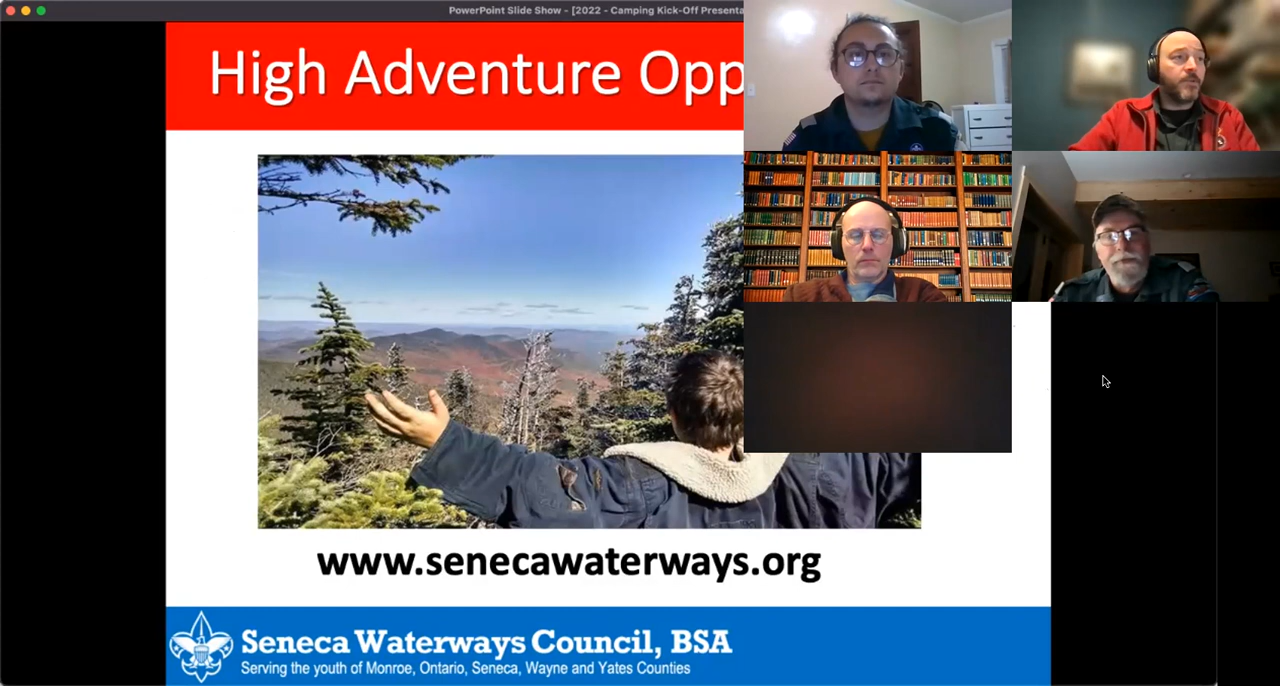 PowerPoint Slide Show - [2022 - Camping Kick-Off Presenta
High Adventure Opp
www.senecawaterways.org
Seneca Waterways Council, BSA
Serving the youth of Monroe, Ontario, Seneca, Wayne and Yates Counties